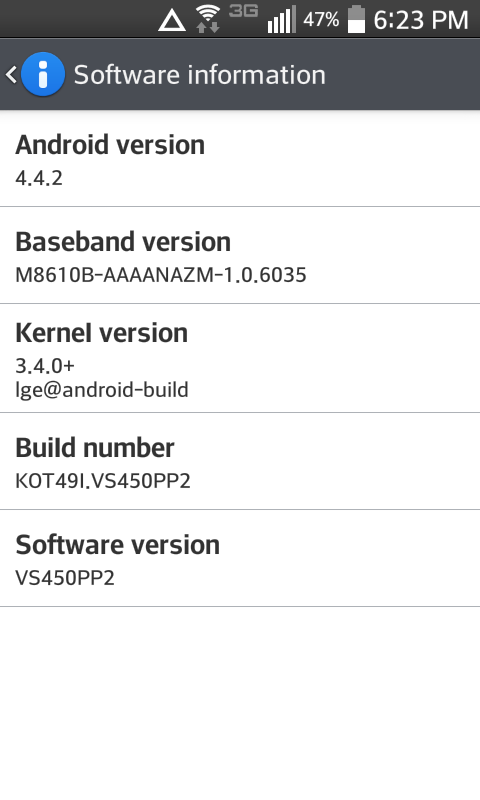 3G 47% 6:23 PM
Software information
Android version
4.4.2
Baseband version
M8610B-AAAANAZM-1.0.6035
Kernel version
3.4.0+
lge@android-build
Build number
KOT49I.VS450PP2
Software version
VS450PP2